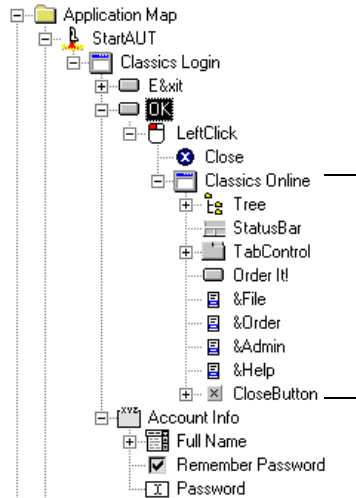 Application Map
StartAUT
Classics Login
E&xit
OK
LeftClick
Close
Classics Online
Tree
StatusBar
TabControl
Order It!
&File
&Order
&Admin
&Help
CloseButton
XYZ
Account Info
Full Name
Remember Password
Password